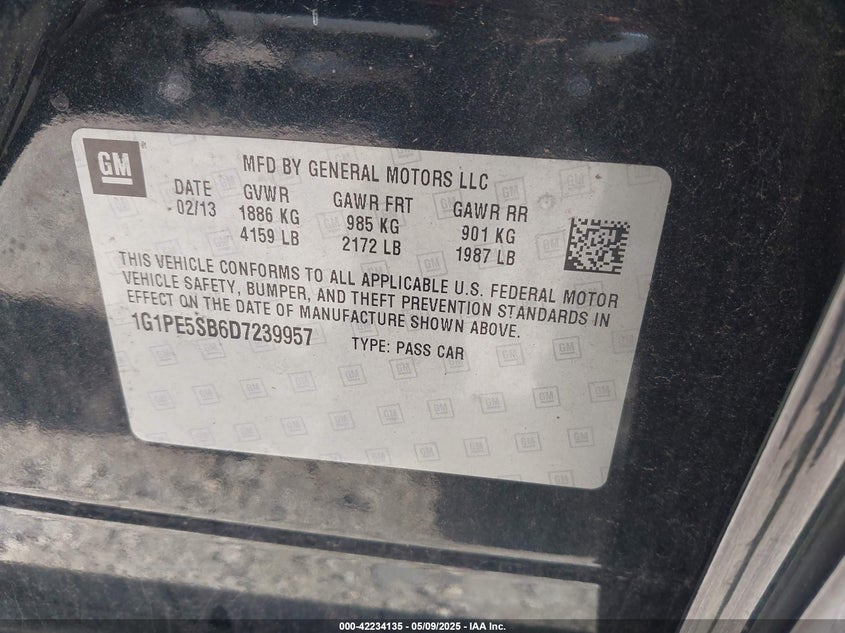 GM
MFD BY GENERAL MOTORS LLC
DATE GVWR GAWR FRT GAWR RR
02/13 1886 KG 985 KG 901 KG
4159 LB 2172 LB 1987 LB
THIS VEHICLE CONFORMS TO ALL APPLICABLE U.S. FEDERAL MOTOR
VEHICLE SAFETY, BUMPER, AND THEFT PREVENTION STANDARDS IN
EFFECT ON THE DATE OF MANUFACTURE SHOWN ABOVE.
1G1PE5SB6D7239957 TYPE: PASS CAR
000-42234135 - 05/09/2025 - IAA Inc.